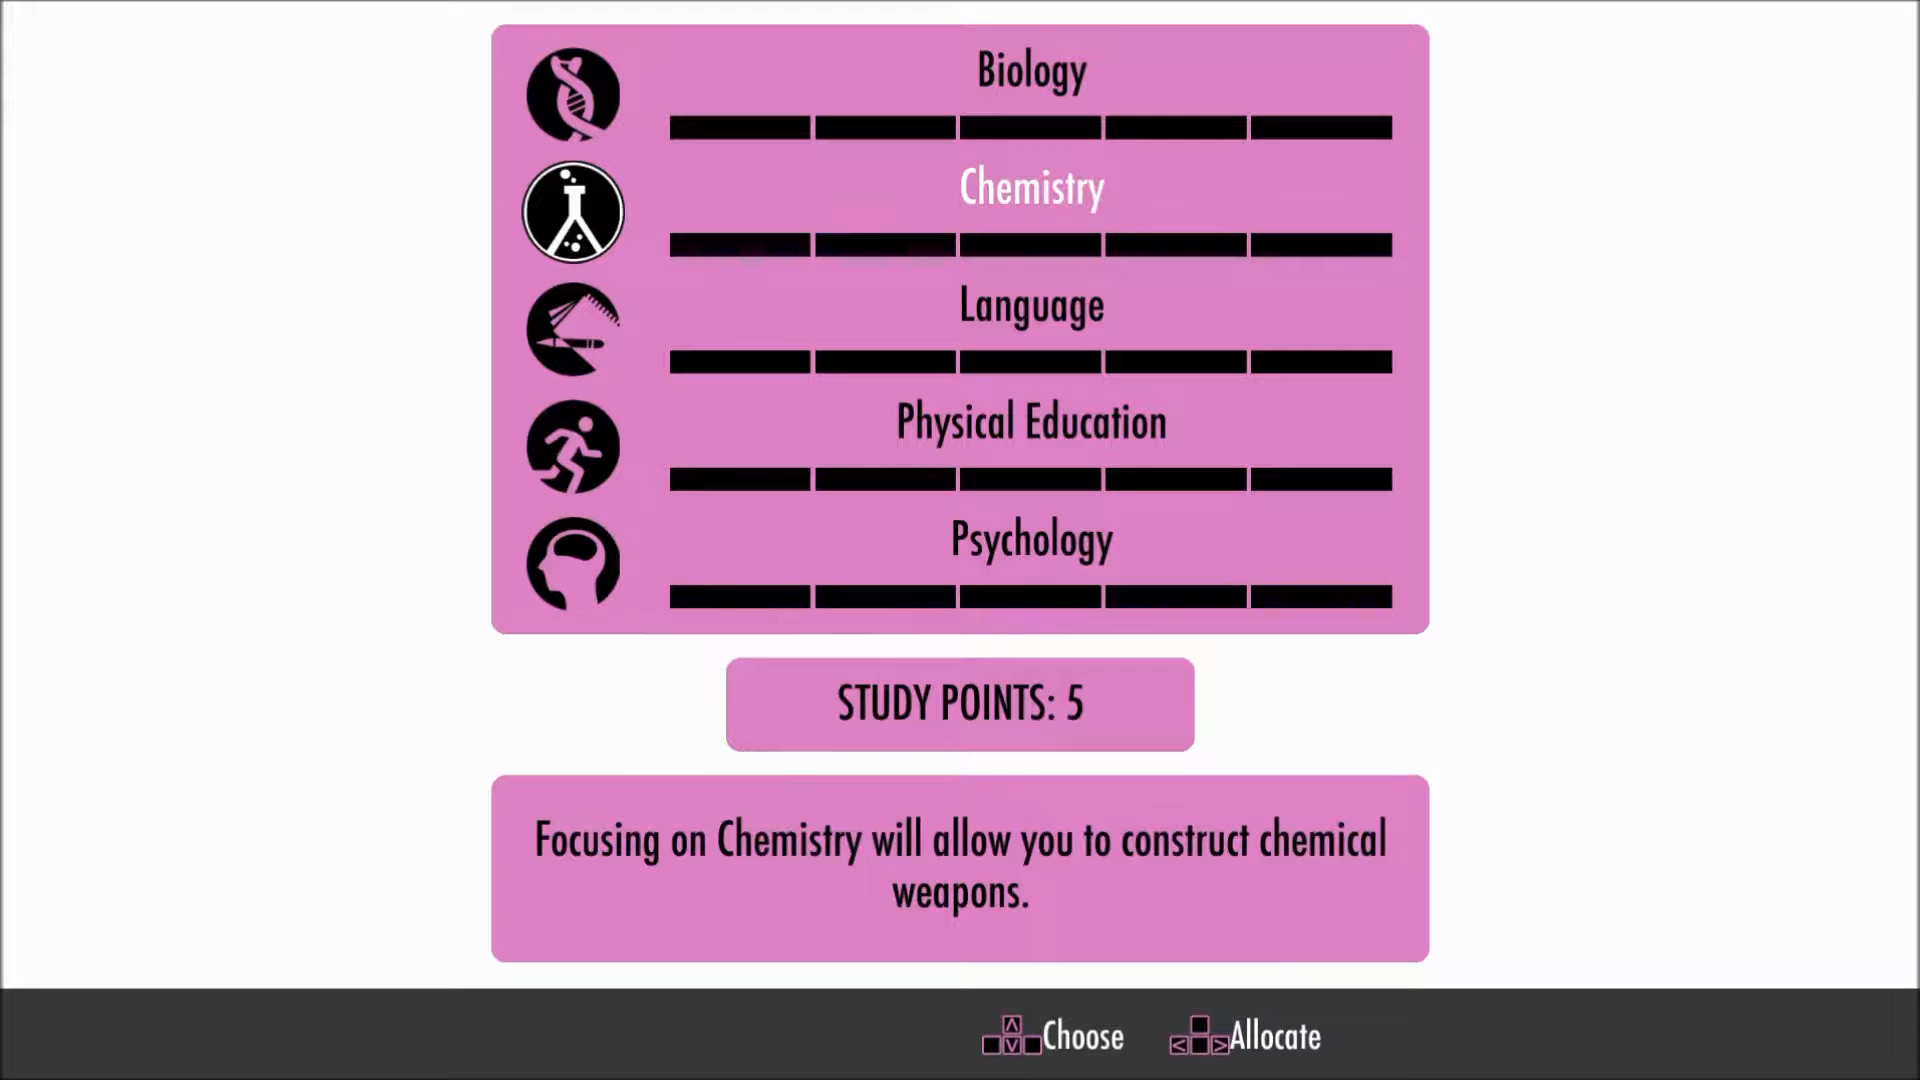 Biology
Chemistry
Language
Physical Education
Psychology
STUDY POINTS: 5
Focusing on Chemistry will allow you to construct chemical
weapons.
Choose
Allocate